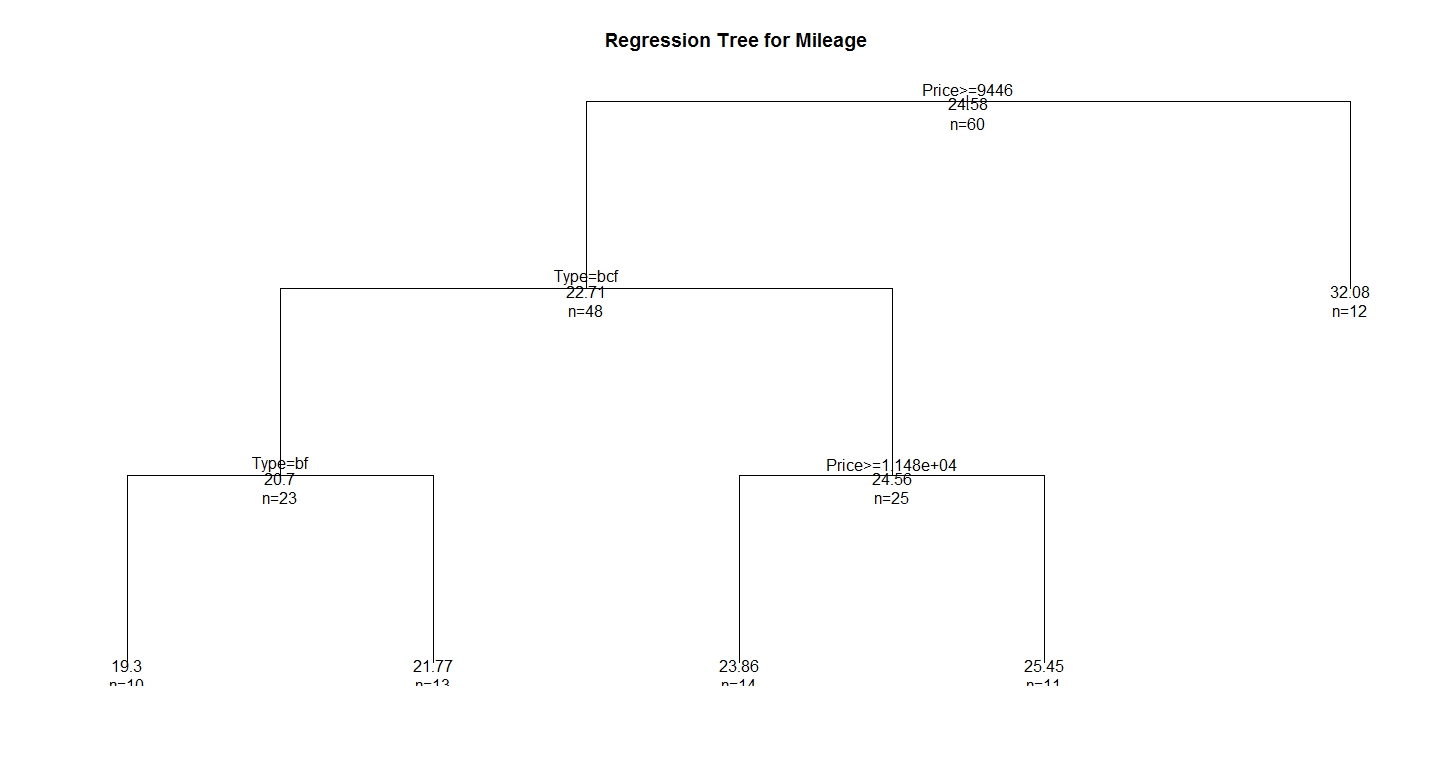 Regression Tree for Mileage
Price>=9446
24.58
n=60
Type=bcf
22.71
n=48
32.08
n=12
Type=bf
20.7
n=23
Price>=1.148e+04
24.56
n=25
19.3
n=10
21.77
n=13
23.86
n=14
25.45
n=11